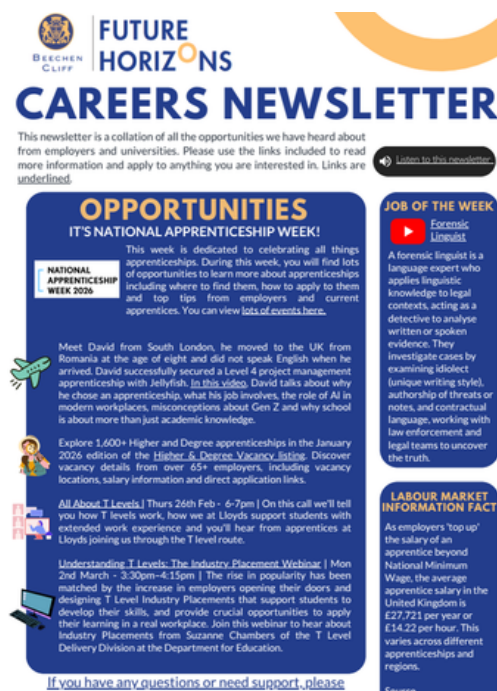 BEECHEN
CLIFF
FUTURE
HORIZONS
CAREERS NEWSLETTER
This newsletter is a collation of all the opportunities we have heard about
from employers and universities. Please use the links included to read
more information and apply to anything you are interested in. Links are
underlined.
Listen to this newsletter
OPPORTUNITIES
IT'S NATIONAL APPRENTICESHIP WEEK!
NATIONAL
APPRENTICESHIP
WEEK 2026
This week is dedicated to celebrating all things
apprenticeships. During this week, you will find lots
of opportunities to learn more about apprenticeships
including where to find them, how to apply to them
and top tips from employers and current
apprentices. You can view lots of events here.
Meet David from South London, he moved to the UK from
Romania at the age of eight and did not speak English when he
arrived. David successfully secured a Level 4 project management
apprenticeship with Jellyfish. In this video, David talks about why
he chose an apprenticeship, what his job involves, the role of AI in
modern workplaces, misconceptions about Gen Z and why school
is about more than just academic knowledge.
Explore 1,600+ Higher and Degree apprenticeships in the January
2026 edition of the Higher & Degree Vacancy listing. Discover
vacancy details from over 65+ employers, including vacancy
locations, salary information and direct application links.
All About T Levels | Thurs 26th Feb - 6-7pm | On this call we'll tell
you how T Levels work, how we at Lloyds support students with
extended work experience and you'll hear from apprentices at
Lloyds joining us through the T Level route.
Understanding T Levels: The Industry Placement Webinar | Mon
2nd March - 3:30pm-4:15pm | The rise in popularity has been
matched by the increase in employers opening their doors and
designing T Level Industry Placements that support students to
develop their skills, and provide crucial opportunities to apply
their learning in a real workplace. Join this webinar to hear about
Industry Placements from Suzanne Chambers of the T Level
Delivery Division at the Department for Education.
If you have any questions or need support, please
JOB OF THE WEEK
Forensic
Linguist
A forensic linguist is a
language expert who
applies linguistic
knowledge to legal
contexts, acting as a
detective to analyse
written or spoken
evidence. They
investigate cases by
examining idiolect
(unique writing style),
authorship of threats or
notes, and contractual
language, working with
law enforcement and
legal teams to uncover
the truth.
LABOUR MARKET
INFORMATION FACT
As employers 'top up'
the salary of an
apprentice beyond
National Minimum
Wage, the average
apprentice salary in the
United Kingdom is
£27,721 per year or
£14.22 per hour. This
varies across different
apprenticeships and
regions.
Source